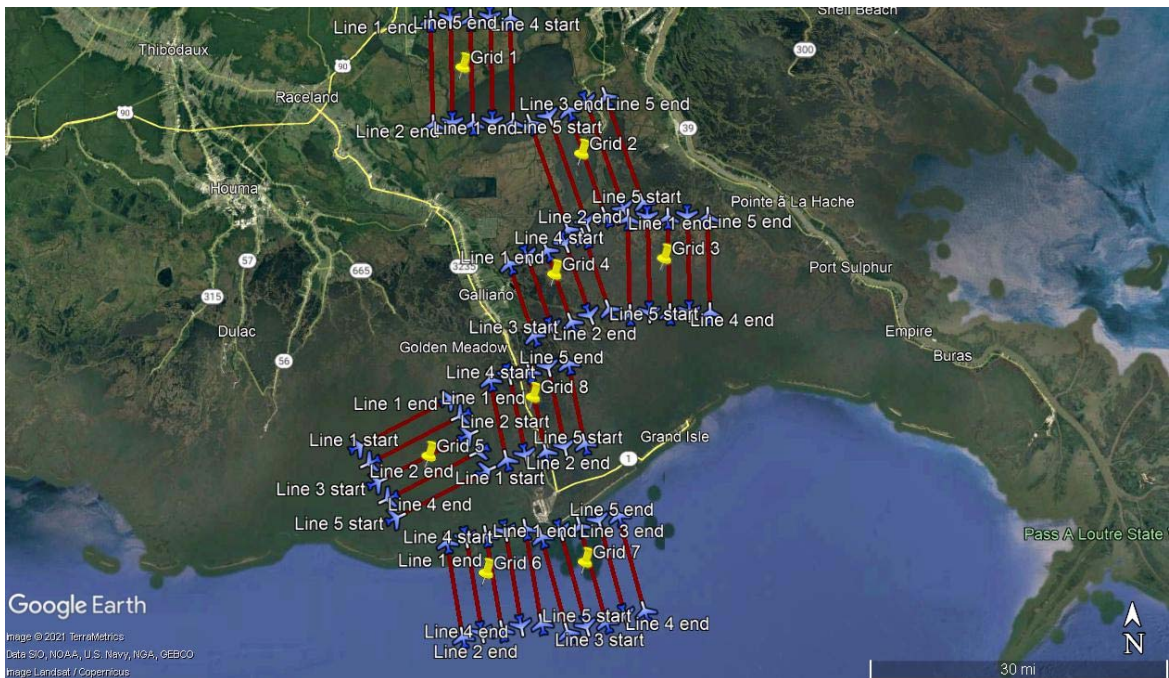 Shell Beach
Line 1 end
Line 5 end
Line 4 start
Thibodaux
300
Grid 1
90
Raceland
90
Line 3 end
Line 5 end
Line 2 end
Line 1 end
Line 5 start
39
Grid 2
Houma
Line 5 start
Pointe à La Hache
Line 2 end
Line 1 end
Line 5 end
Line 4 start
Grid 3
Line 1 end
Grid 4
57
3235
665
Port Sulphur
315
Galliano
Line 5 start
Line 4 end
Dulac
Line 3 start
Line 2 end
Empire
Golden Meadow
Buras
56
Line 5 end
Line 4 start
Grid 8
Line 1 end
Line 1 end
Line 2 start
Line 1 start
Line 5 start
Grand Isle
Grid 5
Line 2 end
Line 2 end
1
Line 1 start
Line 3 start
Line 4 end
Line 5 end
Line 5 start
Line 1 end
Line 3 end
Line 4 start
Pass A Loutre State
Grid 7
Line 1 end
Grid 6
Google Earth
Line 5 start
Line 4 end
Line 4 end
Image © 2021 TerraMetrics
Line 3 start
Line 2 end
Data SIO, NOAA, U.S. Navy, NGA, GEBCO
N
Image Landsat / Copernicus
30 mi